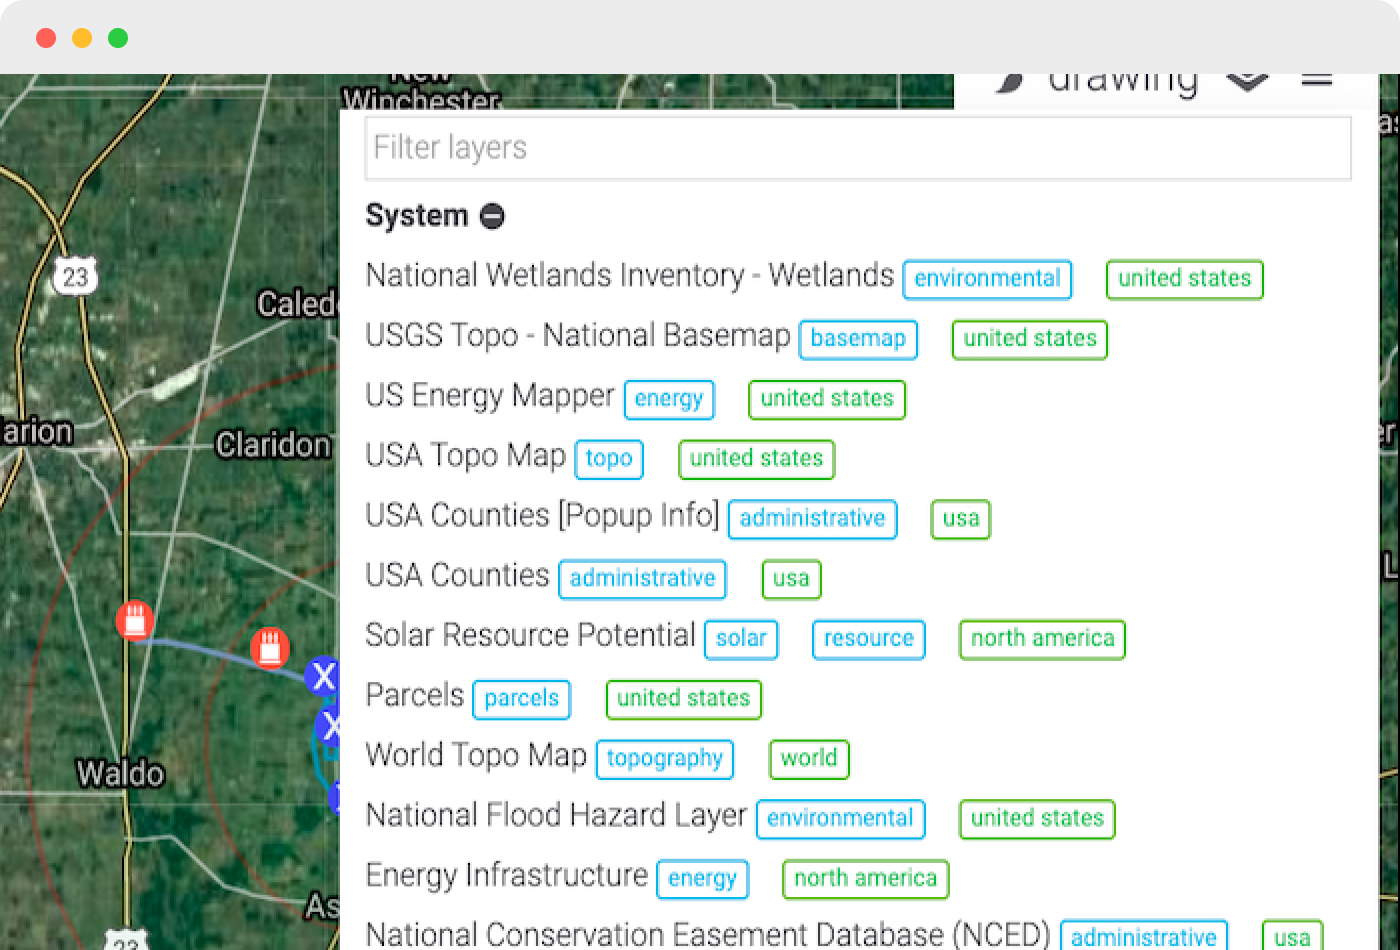 New
Winchester
drawing
Filter layers
System
National Wetlands Inventory - Wetlands environmental united states
23
Caled
USGS Topo - National Basemap basemap united states
US Energy Mapper energy united states
arion
Claridon
USA Topo Map topo united states
USA Counties [Popup Info] administrative usa
USA Counties administrative usa
Solar Resource Potential solar resource north america
X
Parcels parcels united states
X
World Topo Map topography world
Waldo
National Flood Hazard Layer environmental united states
Energy Infrastructure energy north america
As
National Conservation Easement Database (NCED) administrative usa
23